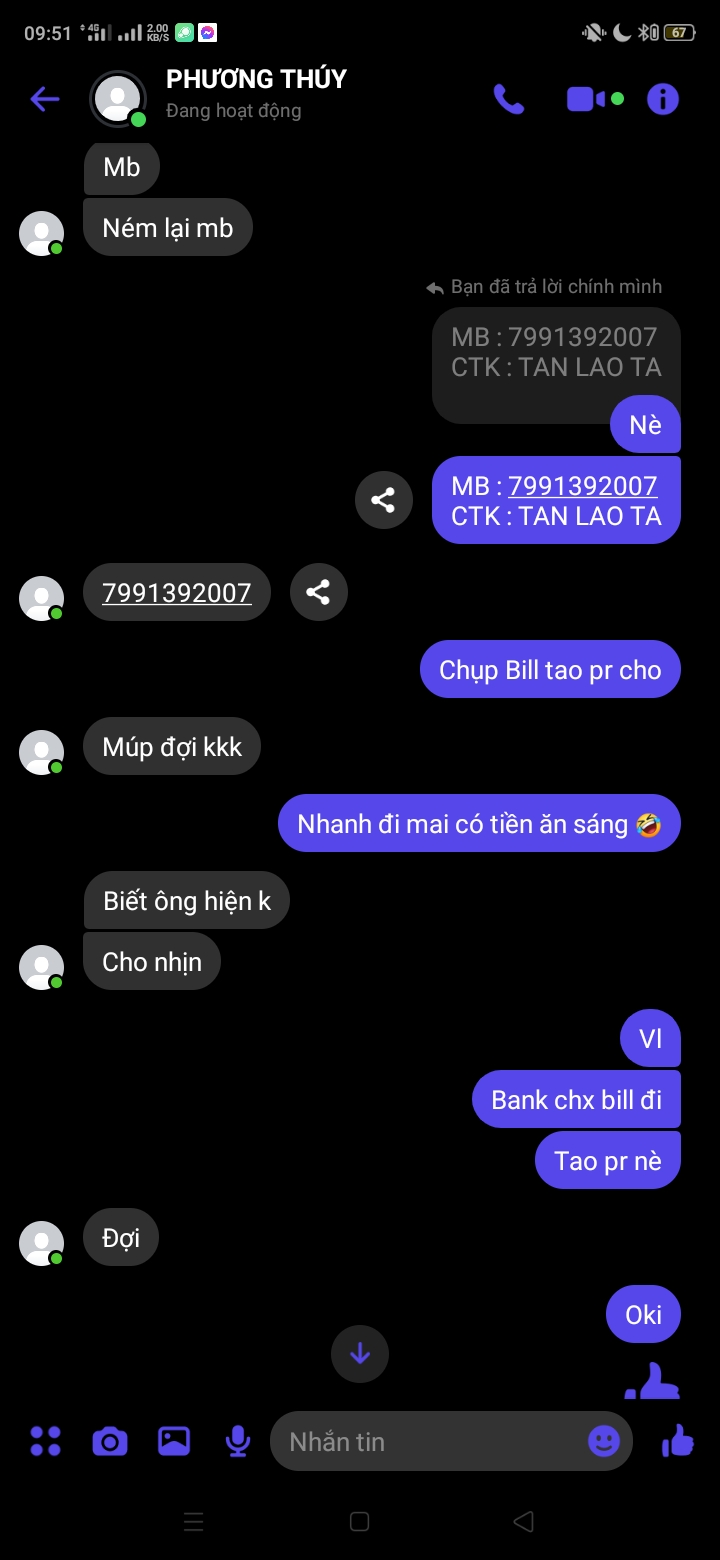 09:51 4G 2.00 KB/S 67
PHƯƠNG THÚY
Đang hoạt động
Mb
Ném lại mb
Bạn đã trả lời chính mình
MB : 7991392007
CTK : TAN LAO TA
Nè
MB : 7991392007
CTK : TAN LAO TA
7991392007
Chụp Bill tao pr cho
Múp đợi kkk
Nhanh đi mai có tiền ăn sáng 🤣
Biết ông hiện k
Cho nhịn
Vl
Bank chx bill đi
Tao pr nè
Đợi
Oki
Nhắn tin